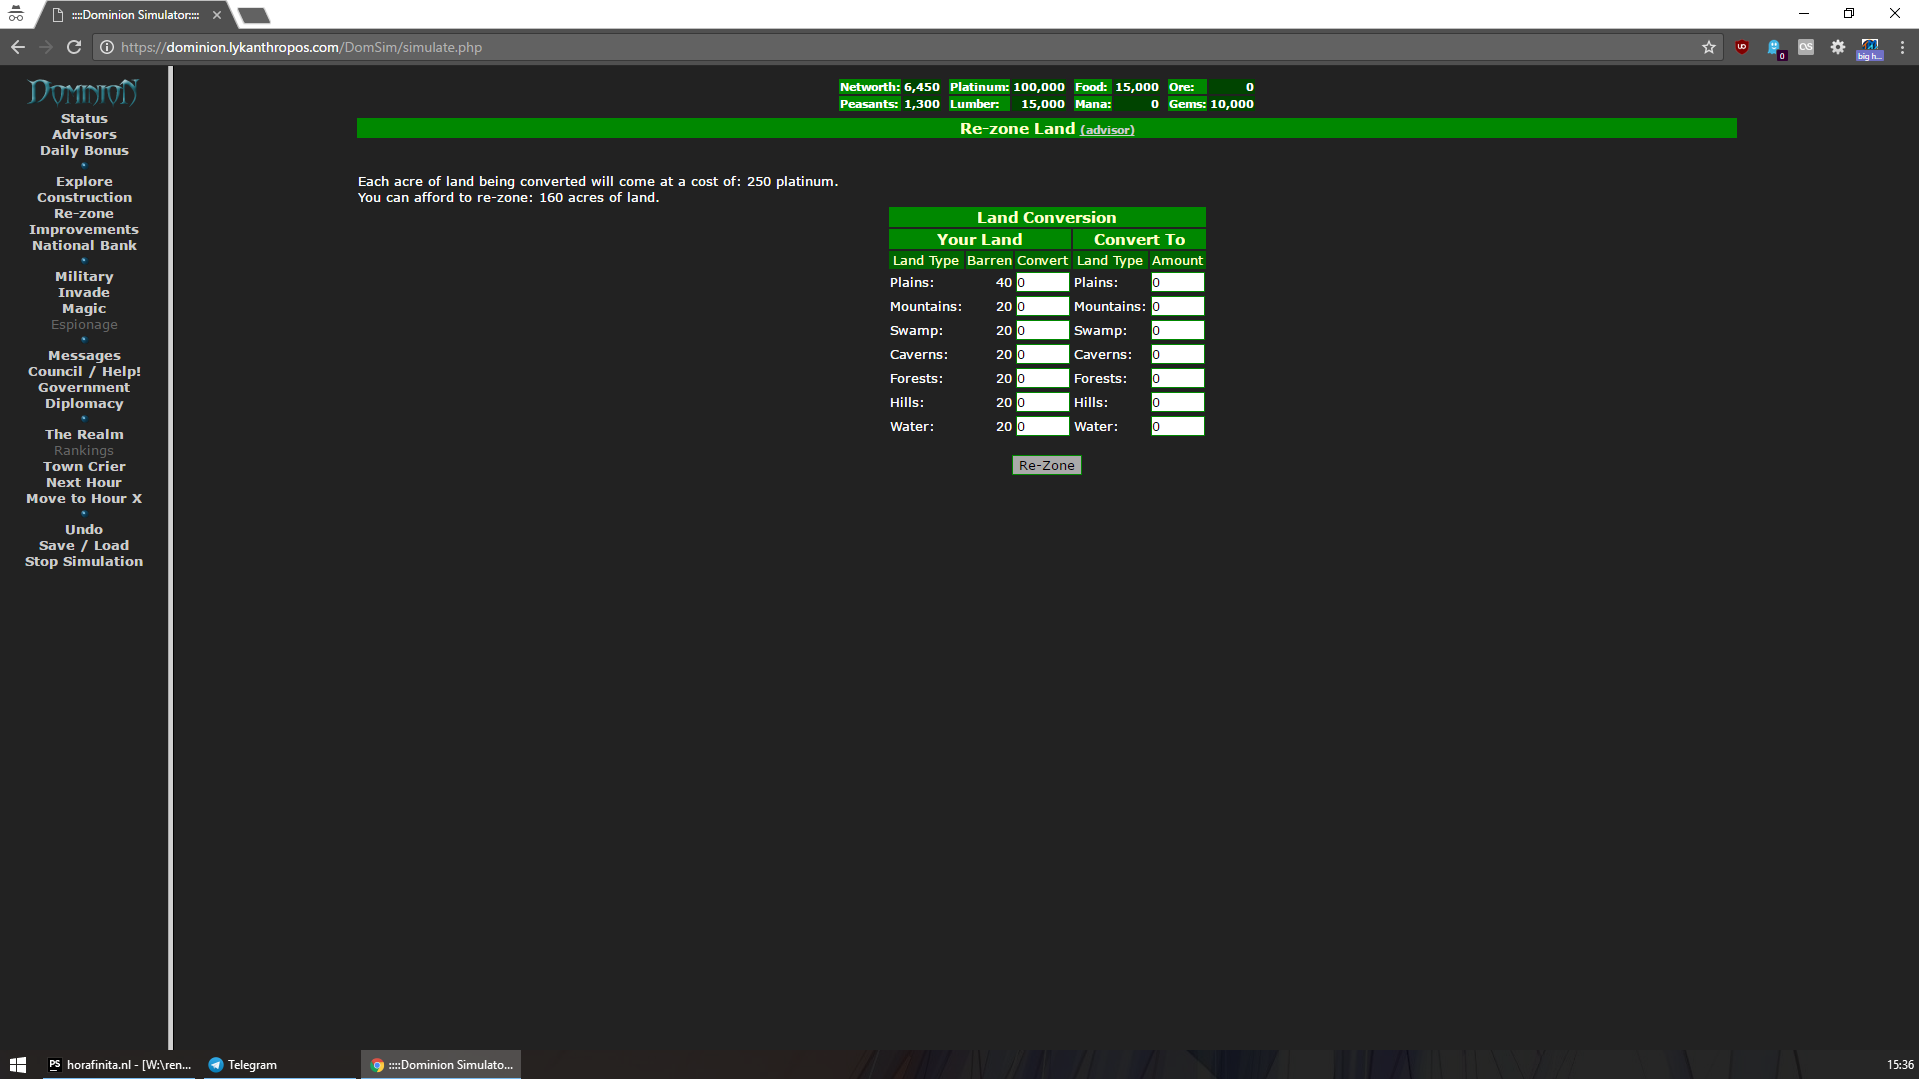 ::::Dominion Simulator::::
https://dominion.lykanthropos.com/DomSim/simulate.php
UD
0
OS
big h...
DOMINION
Status
Advisors
Daily Bonus
Explore
Construction
Re-zone
Improvements
National Bank
Military
Invade
Magic
Espionage
Messages
Council / Help!
Government
Diplomacy
The Realm
Rankings
Town Crier
Next Hour
Move to Hour X
Undo
Save / Load
Stop Simulation
Networth: 6,450 Platinum: 100,000 Food: 15,000 Ore: 0
Peasants: 1,300 Lumber: 15,000 Mana: 0 Gems: 10,000
Re-zone Land (advisor)
Each acre of land being converted will come at a cost of: 250 platinum.
You can afford to re-zone: 160 acres of land.
Land Conversion
Your Land Convert To
Land Type Barren Convert Land Type Amount
Plains: 40 0 Plains: 0
Mountains: 20 0 Mountains: 0
Swamp: 20 0 Swamp: 0
Caverns: 20 0 Caverns: 0
Forests: 20 0 Forests: 0
Hills: 20 0 Hills: 0
Water: 20 0 Water: 0
Re-Zone
PS horafinita.nl - [W:\ren... Telegram ::::Dominion Simulato... 15:36